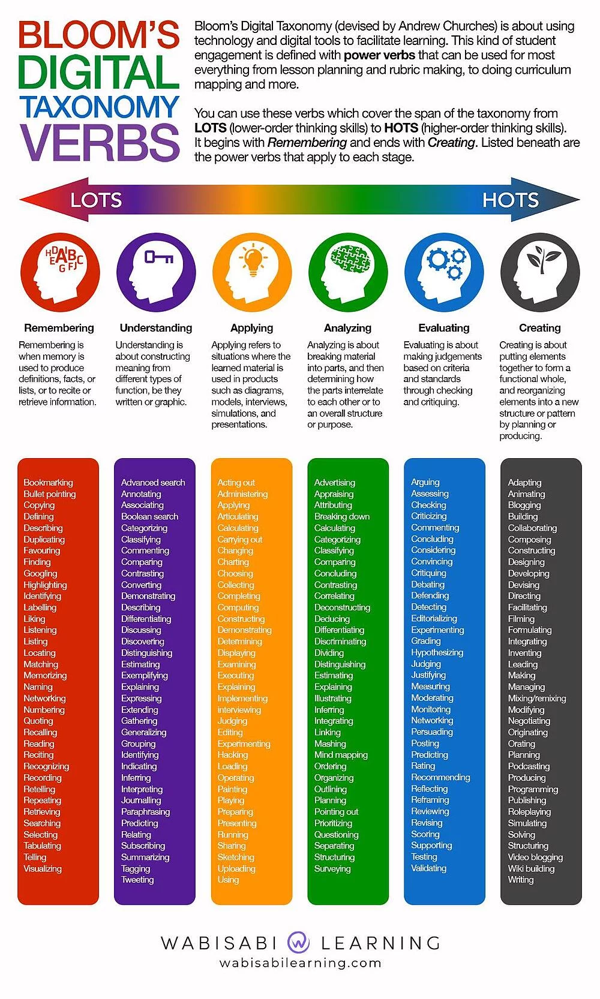 BLOOM'S
DIGITAL
TAXONOMY
VERBS
Bloom's Digital Taxonomy (devised by Andrew Churches) is about using
technology and digital tools to facilitate learning. This kind of student
engagement is defined with power verbs that can be used for most
everything from lesson planning and rubric making, to doing curriculum
mapping and more.
You can use these verbs which cover the span of the taxonomy from
LOTS (lower-order thinking skills) to HOTS (higher-order thinking skills).
It begins with Remembering and ends with Creating. Listed beneath are
the power verbs that apply to each stage.
LOTS
HOTS
Remembering
Remembering is
when memory is
used to produce
definitions, facts, or
lists, or to recite or
retrieve information.
Understanding
Understanding is
about constructing
meaning from
different types of
function, be they
written or graphic.
Applying
Applying refers to
situations where the
learned material is
used in products
such as diagrams,
models, interviews,
simulations, and
presentations.
Analyzing
Analyzing is about
breaking material
into parts, and then
determining how
the parts interrelate
to each other or to
an overall structure
or purpose.
Evaluating
Evaluating is about
making judgements
based on criteria
and standards
through checking
and critiquing.
Creating
Creating is about
putting elements
together to form a
functional whole,
and reorganizing
elements into a new
structure or pattern
by planning or
producing.
Bookmarking
Bullet pointing
Copying
Defining
Describing
Duplicating
Favouring
Finding
Googling
Highlighting
Identifying
Labelling
Liking
Listening
Listing
Locating
Matching
Memorizing
Naming
Networking
Numbering
Quoting
Recalling
Reading
Reciting
Recognizing
Recording
Retelling
Repeating
Retrieving
Searching
Selecting
Tabulating
Telling
Visualizing
Advanced search
Annotating
Associating
Boolean search
Categorizing
Classifying
Commenting
Comparing
Contrasting
Converting
Demonstrating
Describing
Differentiating
Discussing
Discovering
Distinguishing
Estimating
Exemplifying
Explaining
Expressing
Extending
Gathering
Generalizing
Grouping
Identifying
Indicating
Inferring
Interpreting
Journalling
Paraphrasing
Predicting
Relating
Subscribing
Summarizing
Tagging
Tweeting
Acting out
Administering
Applying
Articulating
Calculating
Carrying out
Changing
Charting
Choosing
Collecting
Completing
Computing
Constructing
Demonstrating
Determining
Displaying
Examining
Executing
Explaining
Implementing
Interviewing
Judging
Editing
Experimenting
Hacking
Loading
Operating
Painting
Playing
Preparing
Presenting
Running
Sharing
Sketching
Uploading
Using
Advertising
Appraising
Attributing
Breaking down
Calculating
Categorizing
Classifying
Comparing
Concluding
Contrasting
Correlating
Deconstructing
Deducing
Differentiating
Discriminating
Dividing
Distinguishing
Estimating
Explaining
Illustrating
Inferring
Integrating
Linking
Mashing
Mind mapping
Ordering
Organizing
Outlining
Planning
Pointing out
Prioritizing
Questioning
Separating
Structuring
Surveying
Arguing
Assessing
Checking
Criticizing
Commenting
Concluding
Considering
Convincing
Critiquing
Debating
Defending
Detecting
Editorializing
Experimenting
Grading
Hypothesizing
Judging
Justifying
Measuring
Moderating
Monitoring
Networking
Persuading
Posting
Predicting
Rating
Recommending
Reflecting
Reframing
Reviewing
Revising
Scoring
Supporting
Testing
Validating
Adapting
Animating
Blogging
Building
Collaborating
Composing
Constructing
Designing
Developing
Devising
Directing
Facilitating
Filming
Formulating
Integrating
Inventing
Leading
Making
Managing
Mixing/remixing
Modifying
Negotiating
Originating
Orating
Planning
Podcasting
Producing
Programming
Publishing
Roleplaying
Simulating
Solving
Structuring
Video blogging
Wiki building
Writing
WABISABI LEARNING
wabisabilearning.com